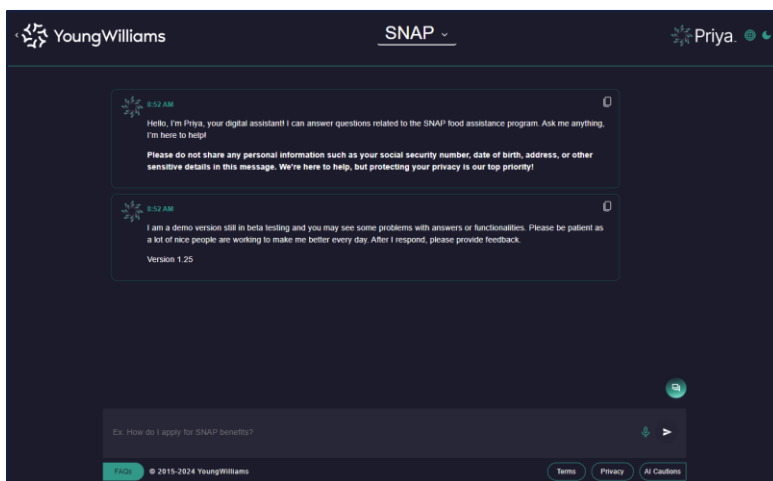 YoungWilliams
SNAP
Priya.
8:52 AM
Hello, I'm Priya, your digital assistant! I can answer questions related to the SNAP food assistance program. Ask me anything,
I'm here to help!
Please do not share any personal information such as your social security number, date of birth, address, or other
sensitive details in this message. We're here to help, but protecting your privacy is our top priority!
8:52 AM
I am a demo version still in beta testing and you may see some problems with answers or functionalities. Please be patient as
a lot of nice people are working to make me better every day. After I respond, please provide feedback.
Version 1.25
Ex. How do I apply for SNAP benefits?
FAQs
© 2015-2024 YoungWilliams
Terms
Privacy
AI Cautions